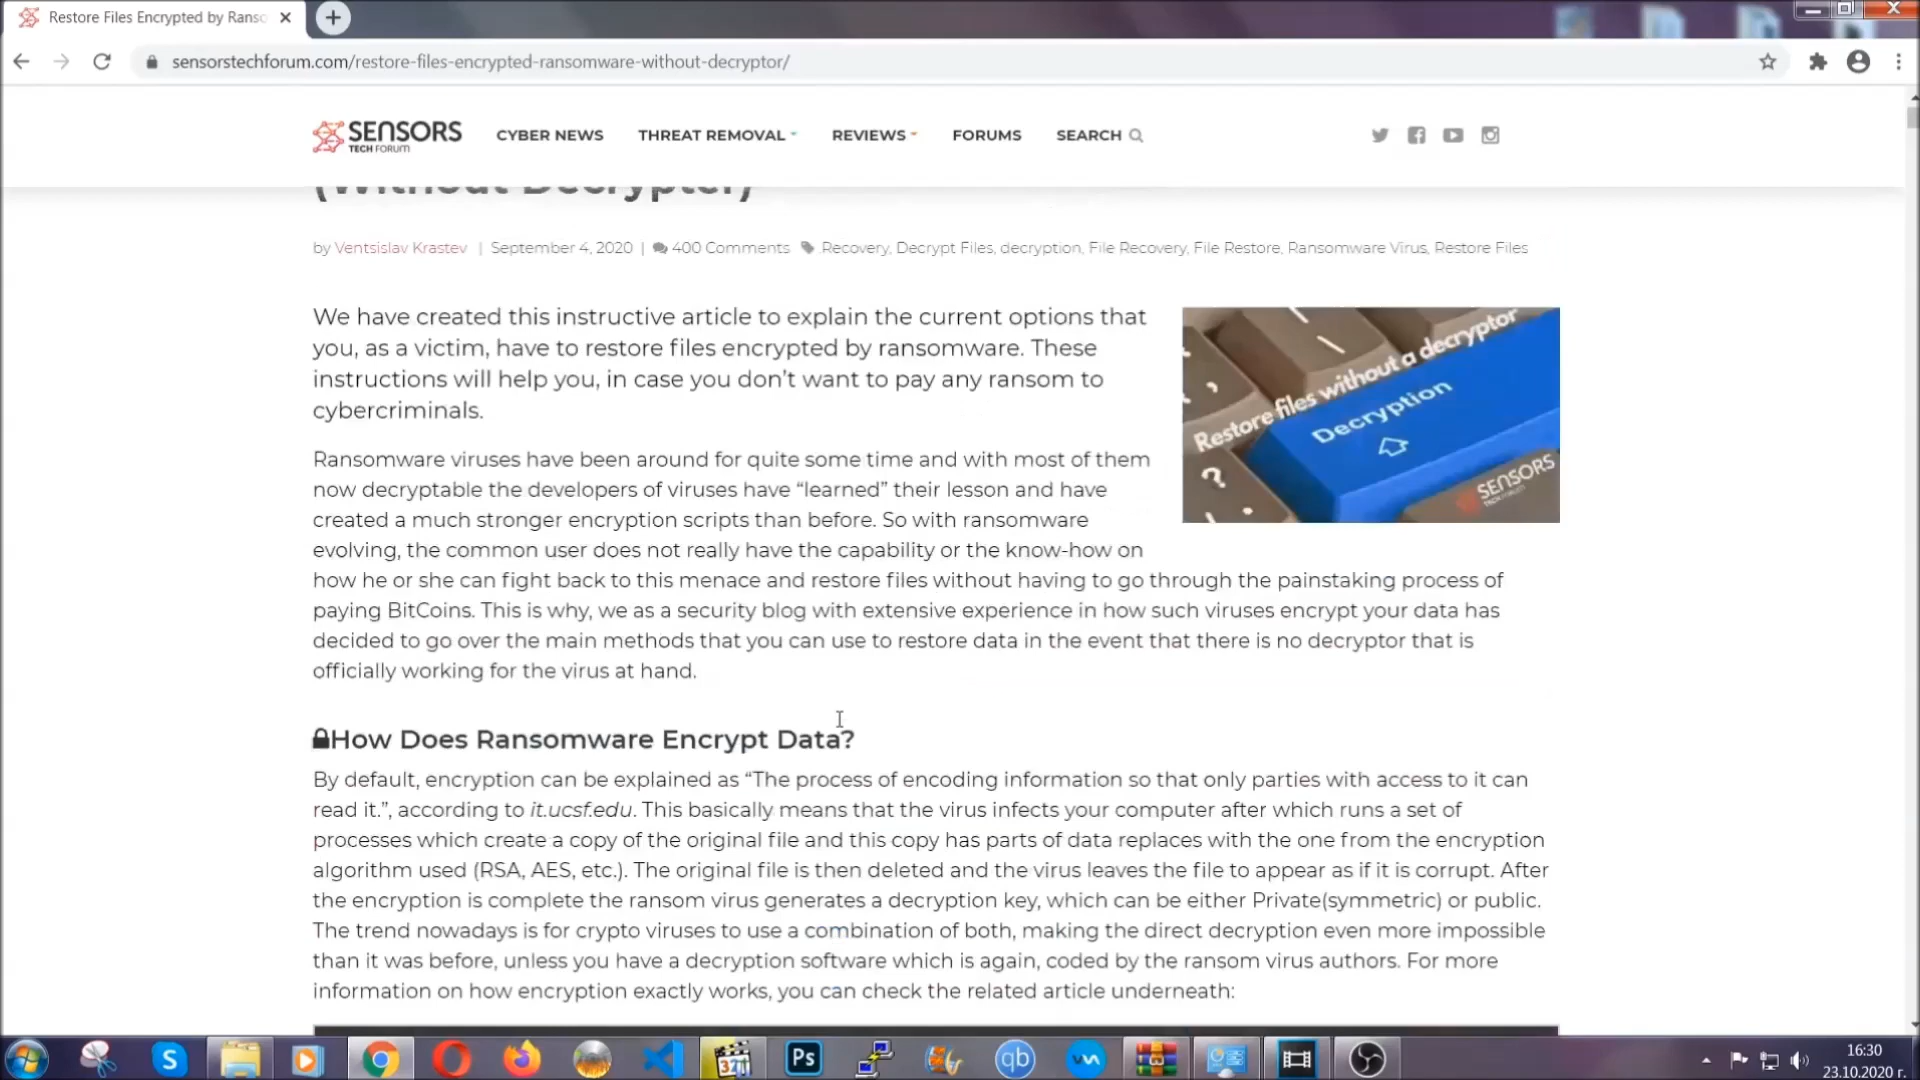 Restore Files Encrypted by Ranso
sensorstechforum.com/restore-files-encrypted-ransomware-without-decryptor/
SENSORS
TECH FORUM
CYBER NEWS THREAT REMOVAL REVIEWS FORUMS SEARCH
(Without Decrypter)
by Ventsislav Krastev | September 4, 2020 | 400 Comments Recovery, Decrypt Files, decryption, File Recovery, File Restore, Ransomware Virus, Restore Files
We have created this instructive article to explain the current options that
you, as a victim, have to restore files encrypted by ransomware. These
instructions will help you, in case you don’t want to pay any ransom to
cybercriminals.
Restore files without a decryptor
Decryption
SENSORS
Ransomware viruses have been around for quite some time and with most of them
now decryptable the developers of viruses have “learned” their lesson and have
created a much stronger encryption scripts than before. So with ransomware
evolving, the common user does not really have the capability or the know-how on
how he or she can fight back to this menace and restore files without having to go through the painstaking process of
paying BitCoins. This is why, we as a security blog with extensive experience in how such viruses encrypt your data has
decided to go over the main methods that you can use to restore data in the event that there is no decryptor that is
officially working for the virus at hand.
How Does Ransomware Encrypt Data?
By default, encryption can be explained as “The process of encoding information so that only parties with access to it can
read it.”, according to it.ucsf.edu. This basically means that the virus infects your computer after which runs a set of
processes which create a copy of the original file and this copy has parts of data replaces with the one from the encryption
algorithm used (RSA, AES, etc.). The original file is then deleted and the virus leaves the file to appear as if it is corrupt. After
the encryption is complete the ransom virus generates a decryption key, which can be either Private(symmetric) or public.
The trend nowadays is for crypto viruses to use a combination of both, making the direct decryption even more impossible
than it was before, unless you have a decryption software which is again, coded by the ransom virus authors. For more
information on how encryption exactly works, you can check the related article underneath:
S
321
Ps
qb
16:30
23.10.2020 г.